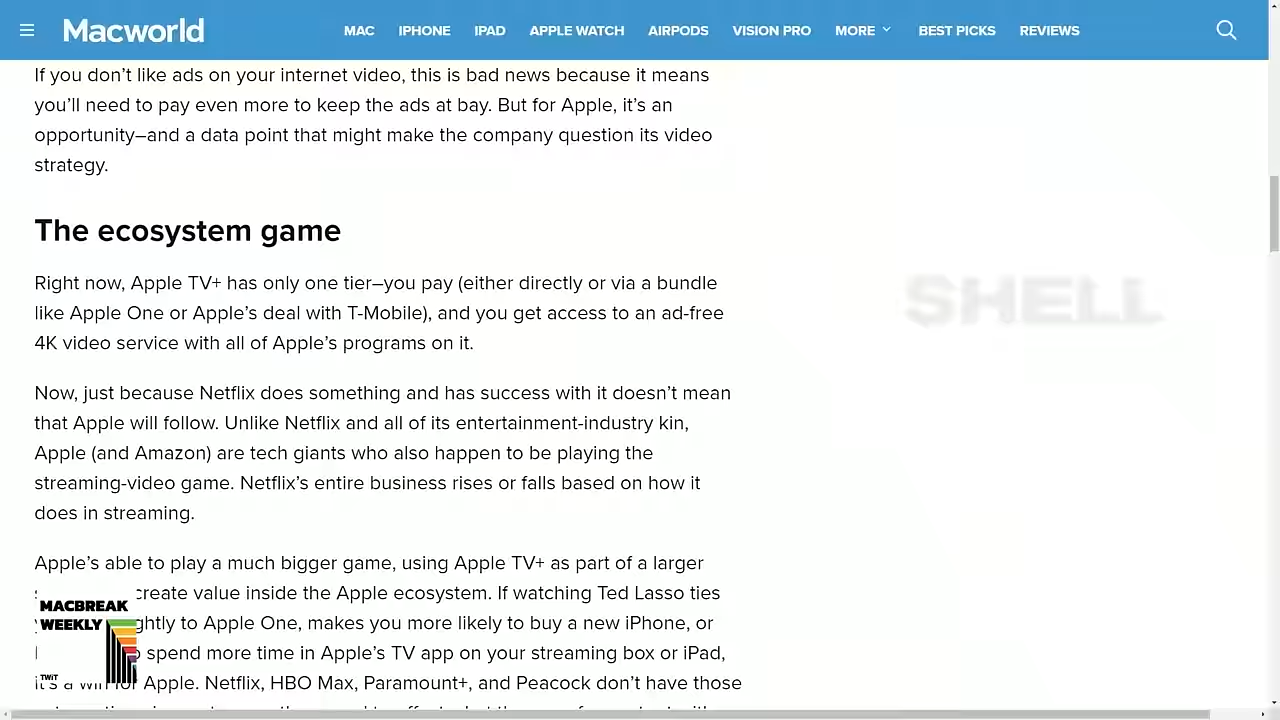 Macworld
MAC IPHONE IPAD APPLE WATCH AIRPODS VISION PRO MORE BEST PICKS REVIEWS
If you don’t like ads on your internet video, this is bad news because it means
you’ll need to pay even more to keep the ads at bay. But for Apple, it’s an
opportunity–and a data point that might make the company question its video
strategy.
The ecosystem game
Right now, Apple TV+ has only one tier–you pay (either directly or via a bundle
like Apple One or Apple’s deal with T-Mobile), and you get access to an ad-free
4K video service with all of Apple’s programs on it.
SHELL
Now, just because Netflix does something and has success with it doesn’t mean
that Apple will follow. Unlike Netflix and all of its entertainment-industry kin,
Apple (and Amazon) are tech giants who also happen to be playing the
streaming-video game. Netflix’s entire business rises or falls based on how it
does in streaming.
Apple’s able to play a much bigger game, using Apple TV+ as part of a larger
create value inside the Apple ecosystem. If watching Ted Lasso ties
to Apple One, makes you more likely to buy a new iPhone, or
spend more time in Apple’s TV app on your streaming box or iPad,
it’s a win for Apple. Netflix, HBO Max, Paramount+, and Peacock don’t have those
MACBREAK
WEEKLY
TWiT